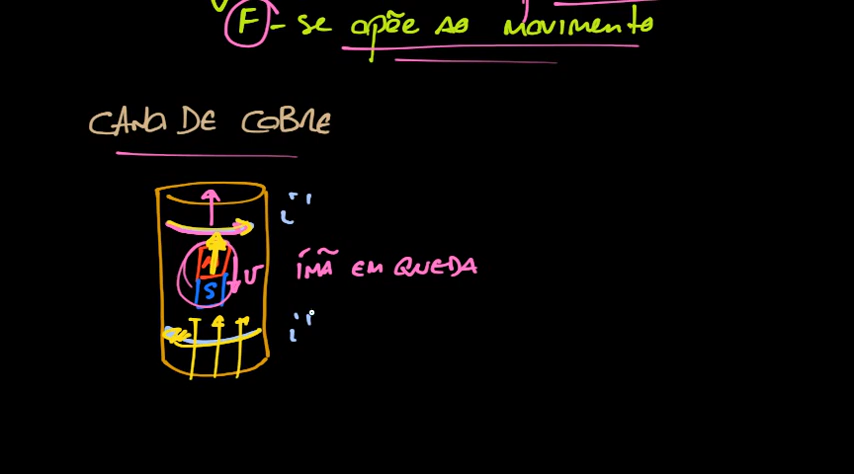 F - se opõe ao movimento
CANO DE COBRE
i"
N
v
ÍMÃ EM QUEDA
S
i"